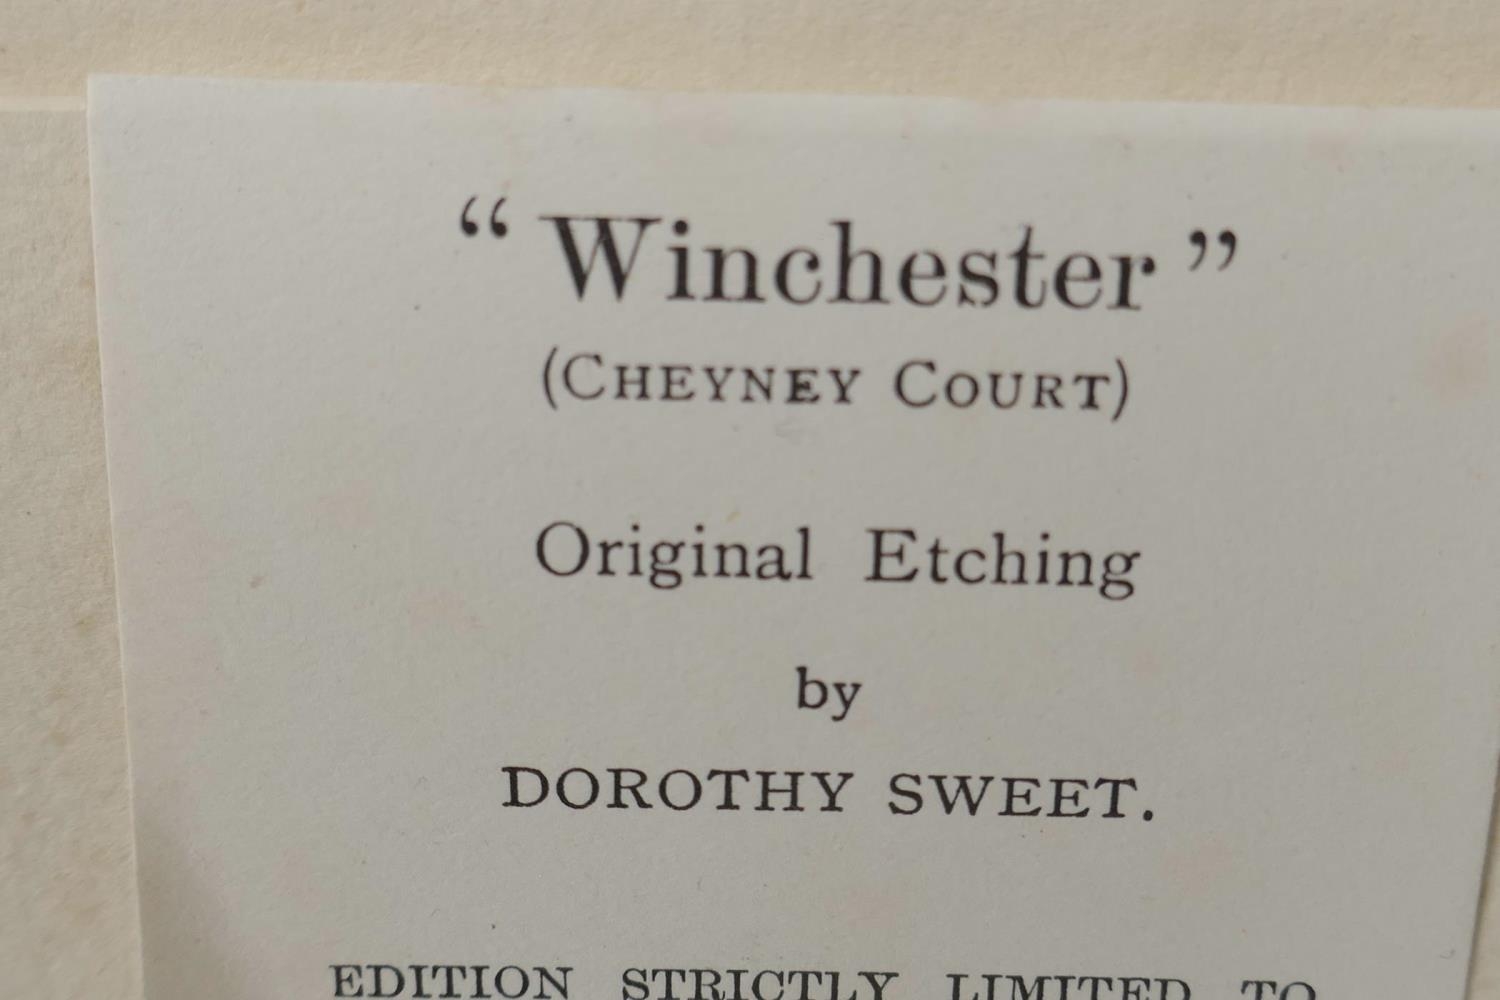 “ Winchester ”
(CHEYNEY COURT)
Original Etching
by
DOROTHY SWEET.
EDITION STRICTLY LIMITED TO